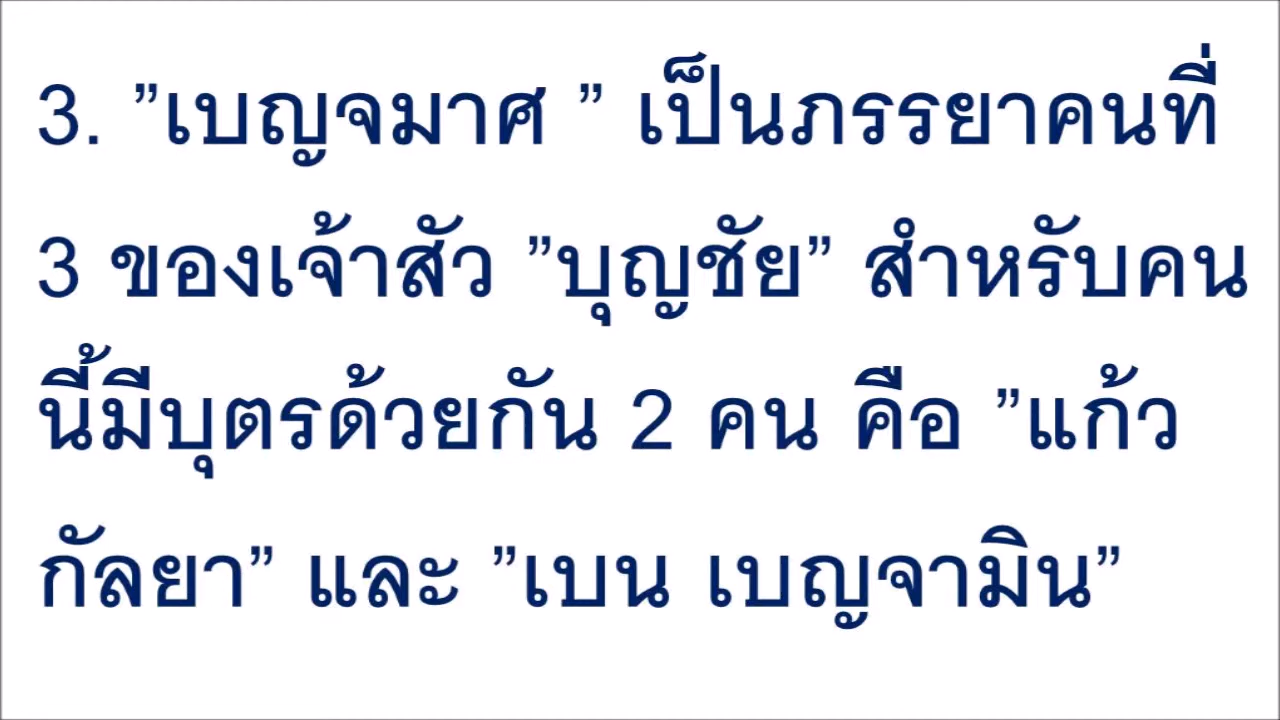 3. ”เบญจมาศ ” เป็นภรรยาคนที่
3 ของเจ้าสัว ”บุญชัย” สำหรับคน
นี้มีบุตรด้วยกัน 2 คน คือ ”แก้ว
กัลยา” และ ”เบน เบญจามิน”